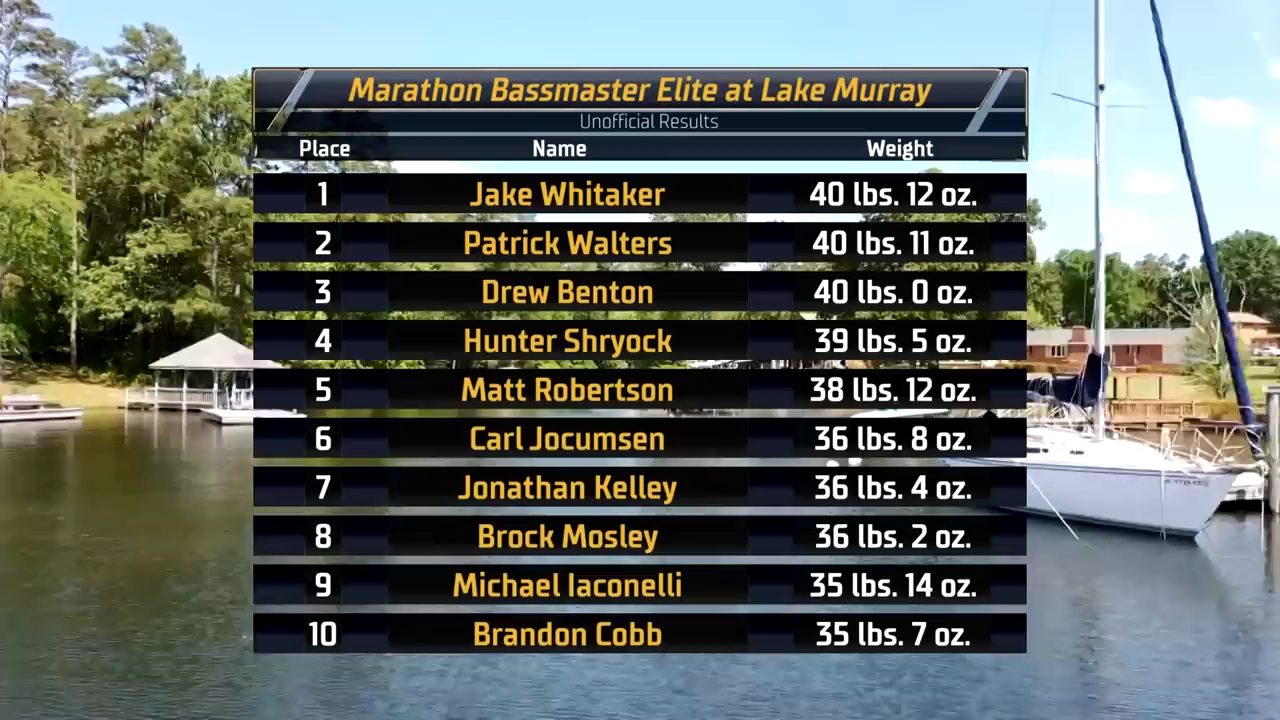 Marathon Bassmaster Elite at Lake Murray
Unofficial Results
Place Name Weight
1 Jake Whitaker 40 lbs. 12 oz.
2 Patrick Walters 40 lbs. 11 oz.
3 Drew Benton 40 lbs. 0 oz.
4 Hunter Shryock 39 lbs. 5 oz.
5 Matt Robertson 38 lbs. 12 oz.
6 Carl Jocumsen 36 lbs. 8 oz.
7 Jonathan Kelley 36 lbs. 4 oz.
8 Brock Mosley 36 lbs. 2 oz.
9 Michael Iaconelli 35 lbs. 14 oz.
10 Brandon Cobb 35 lbs. 7 oz.